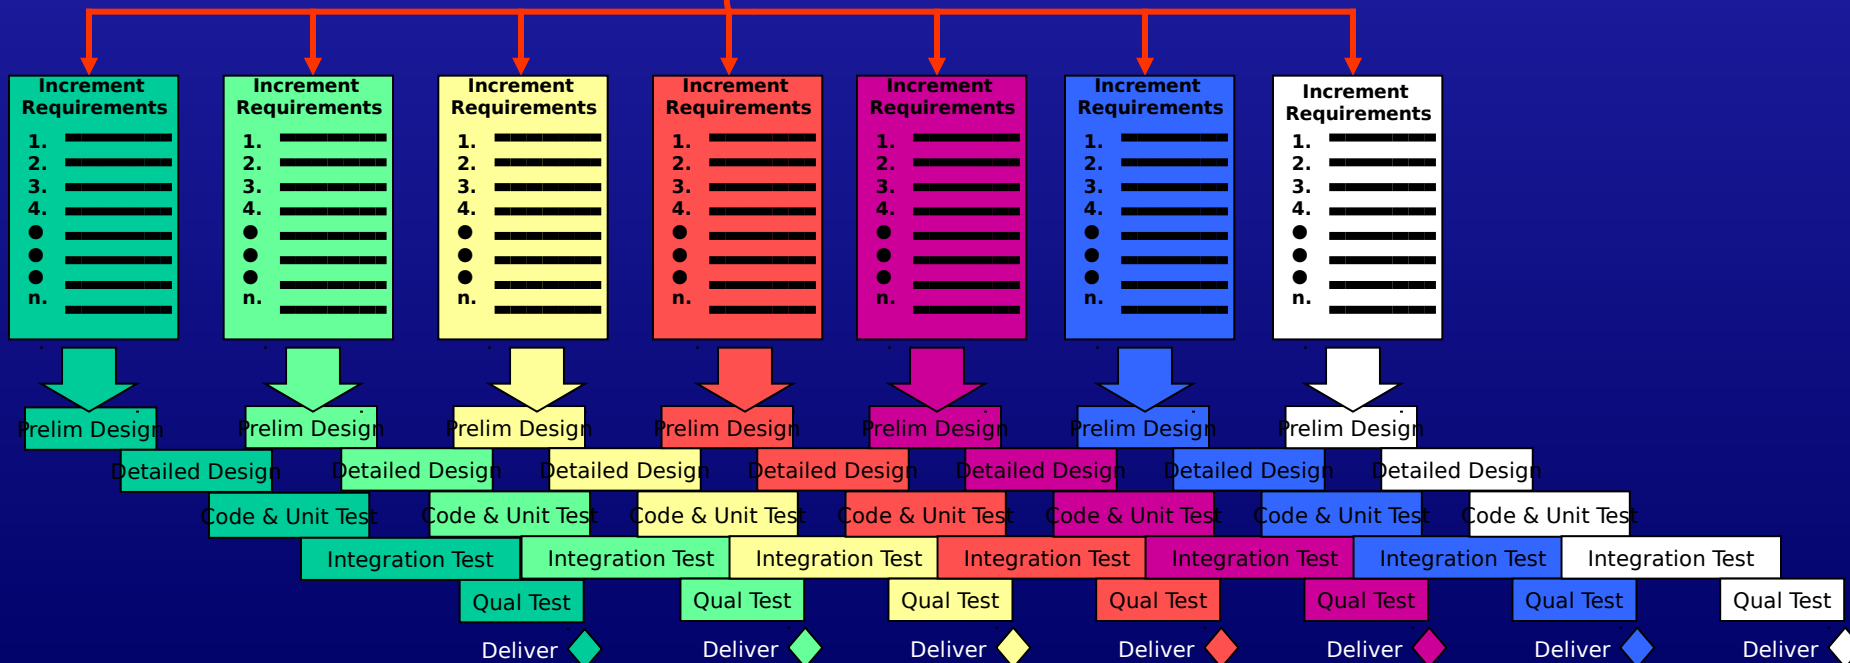 Increment
Requirements
1.
2.
3.
4.
●
●
●
n.
Increment
Requirements
1.
2.
3.
4.
●
●
●
n.
Increment
Requirements
1.
2.
3.
4.
●
●
●
n.
Increment
Requirements
1.
2.
3.
4.
●
●
●
n.
Increment
Requirements
1.
2.
3.
4.
●
●
●
n.
Increment
Requirements
1.
2.
3.
4.
●
●
●
n.
Increment
Requirements
1.
2.
3.
4.
●
●
●
n.
Prelim Design Prelim Design Prelim Design Prelim Design Prelim Design Prelim Design Prelim Design
Detailed Design Detailed Design Detailed Design Detailed Design Detailed Design Detailed Design Detailed Design
Code & Unit Test Code & Unit Test Code & Unit Test Code & Unit Test Code & Unit Test Code & Unit Test Code & Unit Test
Integration Test Integration Test Integration Test Integration Test Integration Test Integration Test Integration Test
Qual Test Qual Test Qual Test Qual Test Qual Test Qual Test Qual Test
Deliver Deliver Deliver Deliver Deliver Deliver Deliver